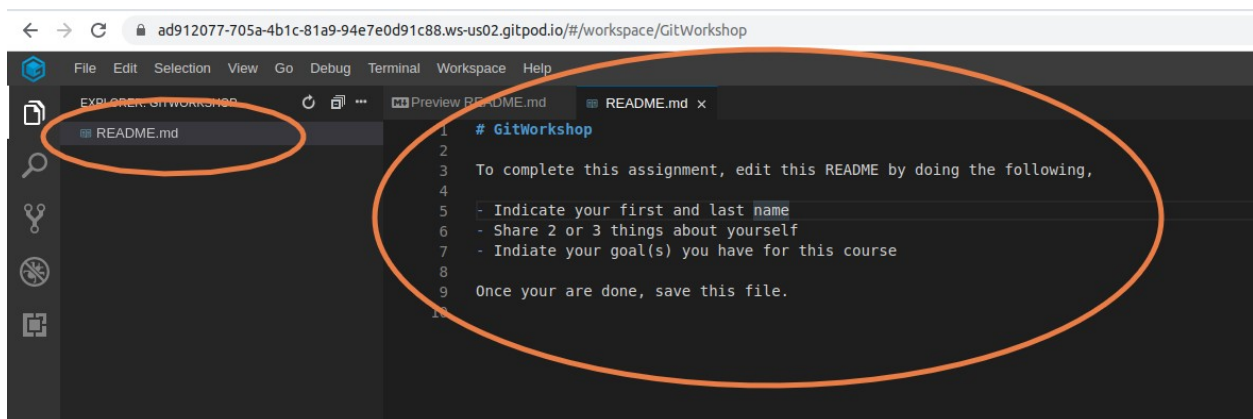 ad912077-705a-4b1c-81a9-94e7e0d91c88.ws-us02.gitpod.io/#/workspace/GitWorkshop
File Edit Selection View Go Debug Terminal Workspace Help
EXPLORER: GITWORKSHOP
Preview README.md README.md
README.md
1 # GitWorkshop
2
3 To complete this assignment, edit this README by doing the following,
4
5 - Indicate your first and last name
6 - Share 2 or 3 things about yourself
7 - Indiate your goal(s) you have for this course
8
9 Once your are done, save this file.
10